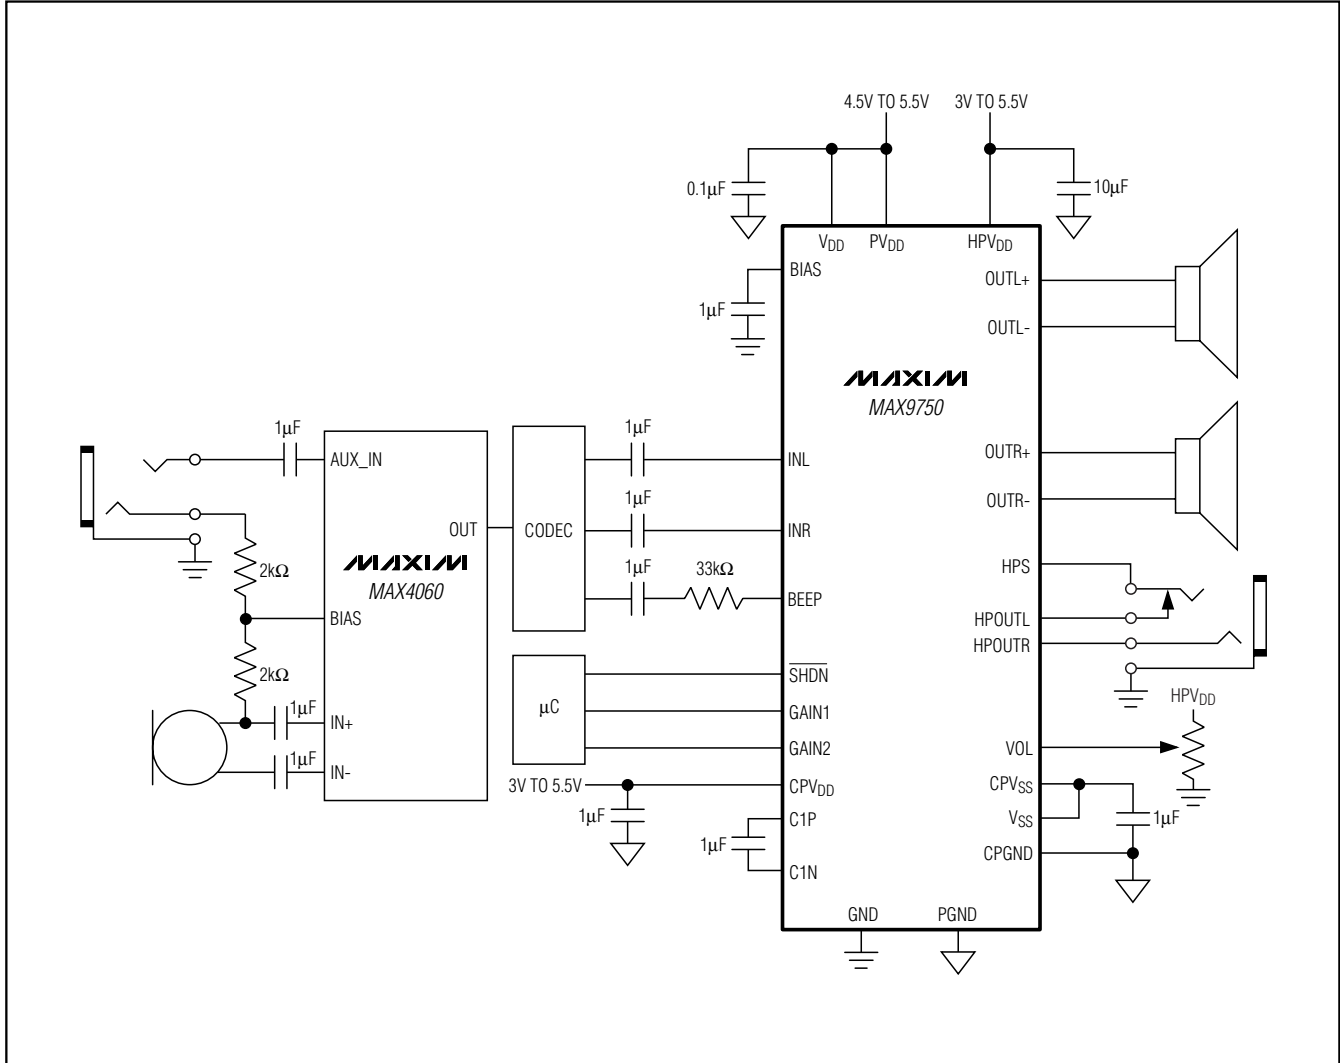 4.5V TO 5.5V
3V TO 5.5V
0.1μF
10μF
VDD
PVDD
HPVDD
BIAS
1μF
OUTL+
OUTL-
MAXIM
MAX9750
1μF
AUX_IN
OUT
MAXIM
MAX4060
2kΩ
BIAS
2kΩ
1μF
IN+
1μF
IN-
CODEC
1μF
INL
1μF
INR
1μF
33kΩ
BEEP
μC
SHDN
GAIN1
GAIN2
3V TO 5.5V
CPVDD
1μF
1μF
C1P
C1N
OUTR+
OUTR-
HPS
HPOUTL
HPOUTR
HPVDD
VOL
CPVSS
VSS
1μF
CPGND
GND
PGND